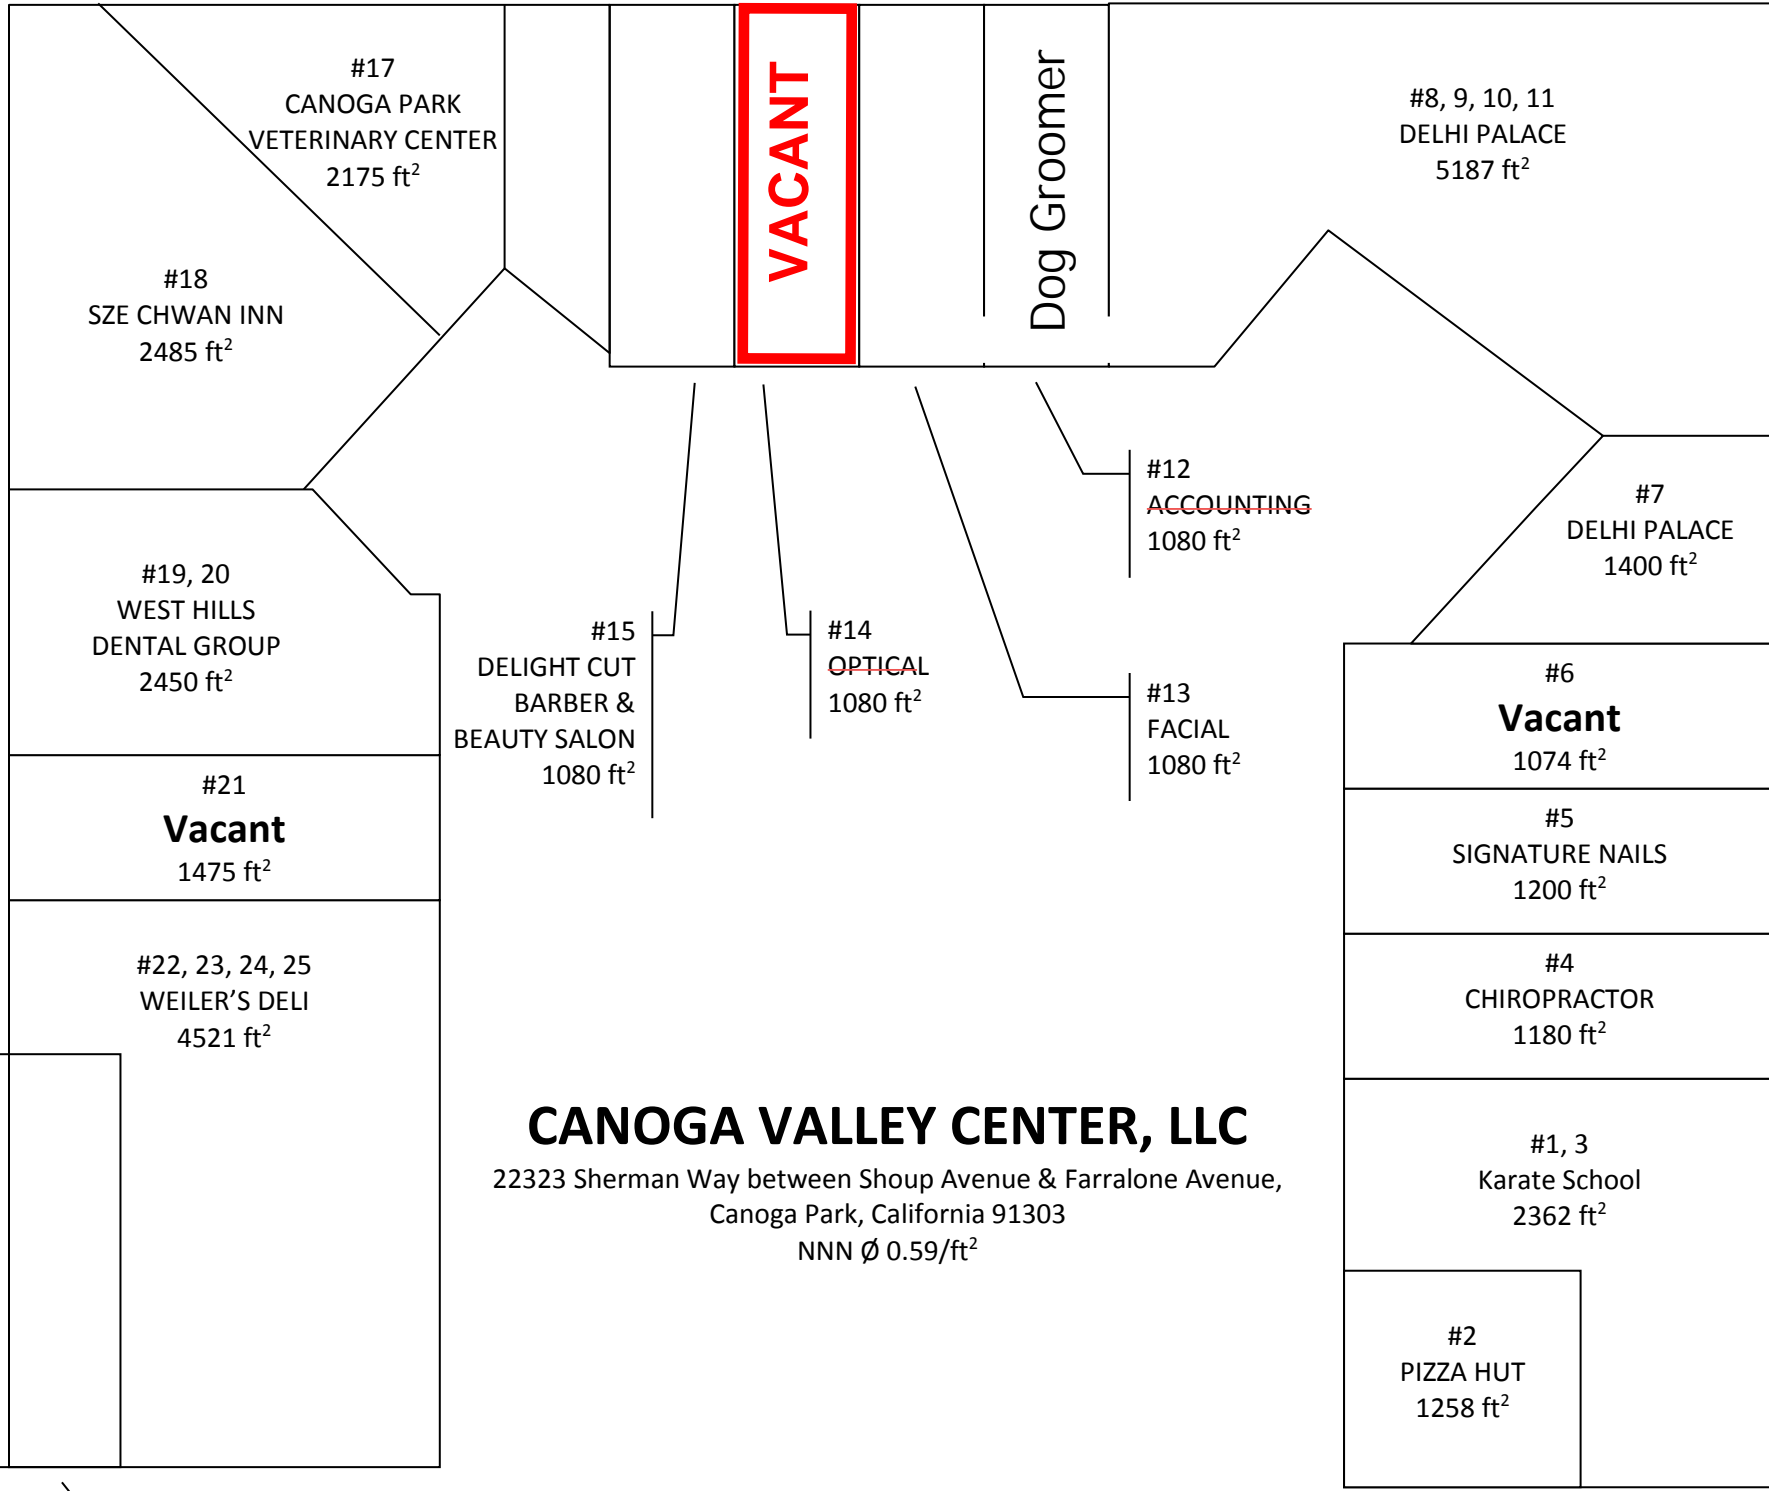 #17
CANOGA PARK
VETERINARY CENTER
2175 ft²
VACANT
Dog Groomer
#8, 9, 10, 11
DELHI PALACE
5187 ft²
#18
SZE CHWAN INN
2485 ft²
#12
ACCOUNTING
1080 ft²
#7
DELHI PALACE
1400 ft²
#19, 20
WEST HILLS
DENTAL GROUP
2450 ft²
#15
DELIGHT CUT
BARBER &
BEAUTY SALON
1080 ft²
#14
OPTICAL
1080 ft²
#13
FACIAL
1080 ft²
#6
Vacant
1074 ft²
#21
Vacant
1475 ft²
#5
SIGNATURE NAILS
1200 ft²
#22, 23, 24, 25
WEILER’S DELI
4521 ft²
#4
CHIROPRACTOR
1180 ft²
CANOGA VALLEY CENTER, LLC
22323 Sherman Way between Shoup Avenue & Farralone Avenue,
Canoga Park, California 91303
NNN Ø 0.59/ft²
#1, 3
Karate School
2362 ft²
#2
PIZZA HUT
1258 ft²